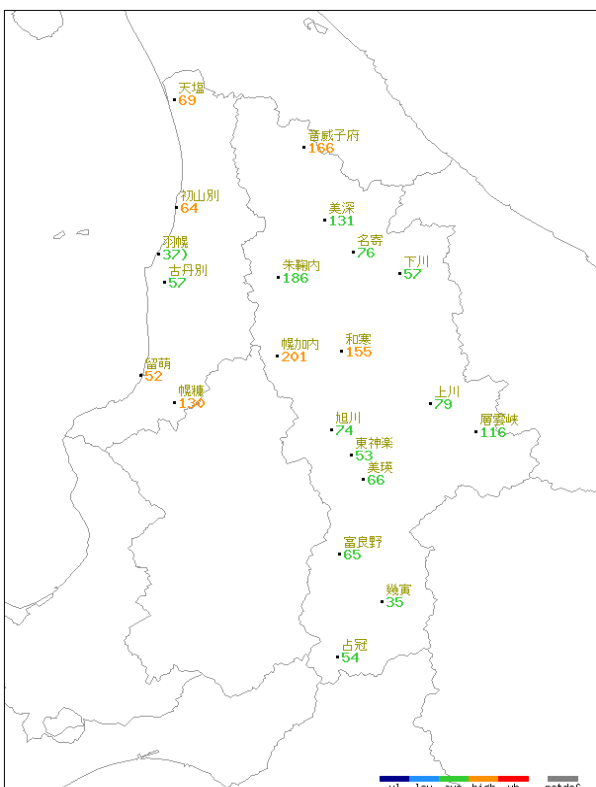 天塩
69
音威子府
166
初山別
64
美深
131
羽幌
37)
名寄
76
古丹別
57
朱鞠内
186
下川
57
幌加内
201
和寒
155
留萌
52
幌糠
130
上川
79
旭川
74
層雲峡
116
東神楽
53
美瑛
66
富良野
65
幾寅
35
占冠
54